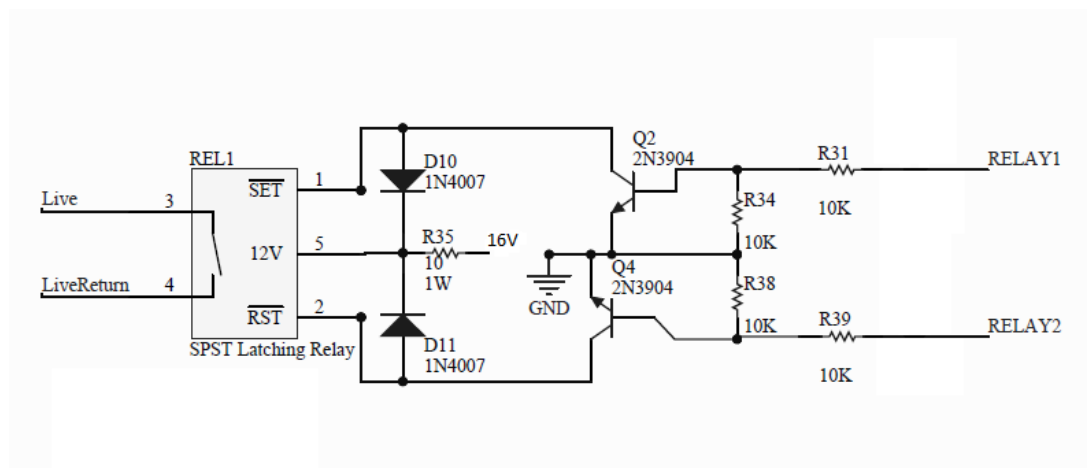 Q2
2N3904
REL1
D10
1N4007
R31
RELAY1
SET
1
Live
3
R34
10K
R35
16V
12V
5
10
1W
10K
Q4
2N3904
LiveReturn
4
GND
R38
RST
2
10K
R39
RELAY2
SPST Latching Relay
D11
1N4007
10K